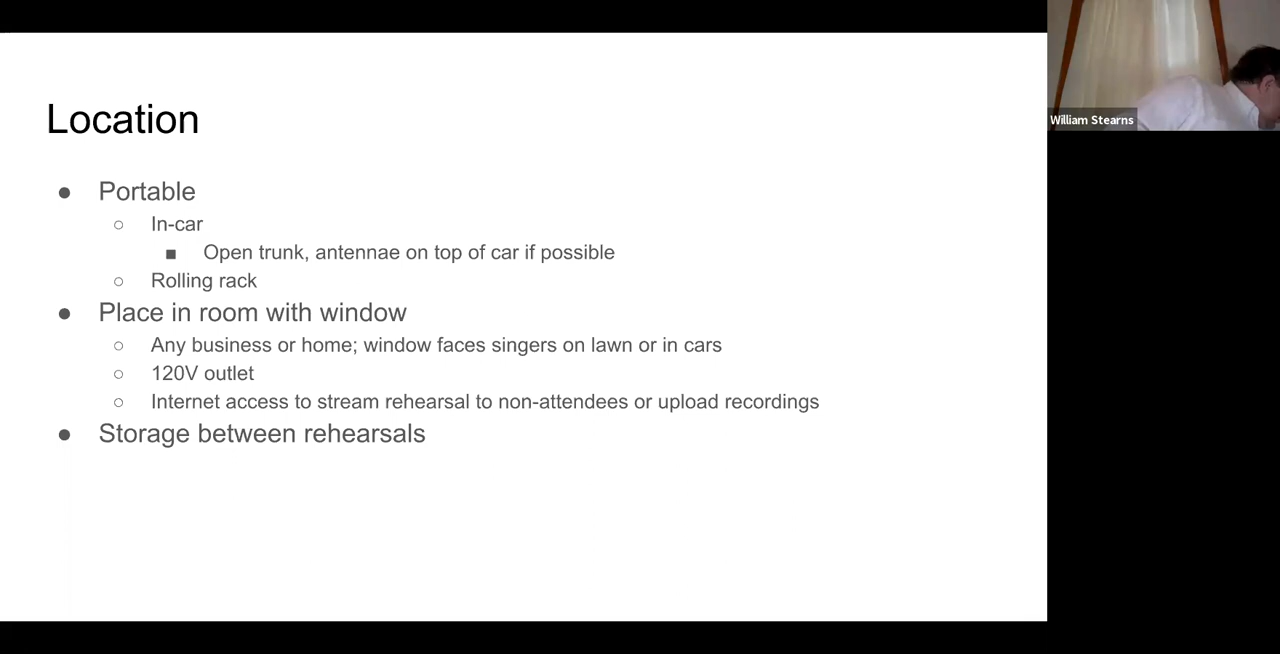 Location
● Portable
○ In-car
■ Open trunk, antennae on top of car if possible
○ Rolling rack
● Place in room with window
○ Any business or home; window faces singers on lawn or in cars
○ 120V outlet
○ Internet access to stream rehearsal to non-attendees or upload recordings
● Storage between rehearsals
William Stearns